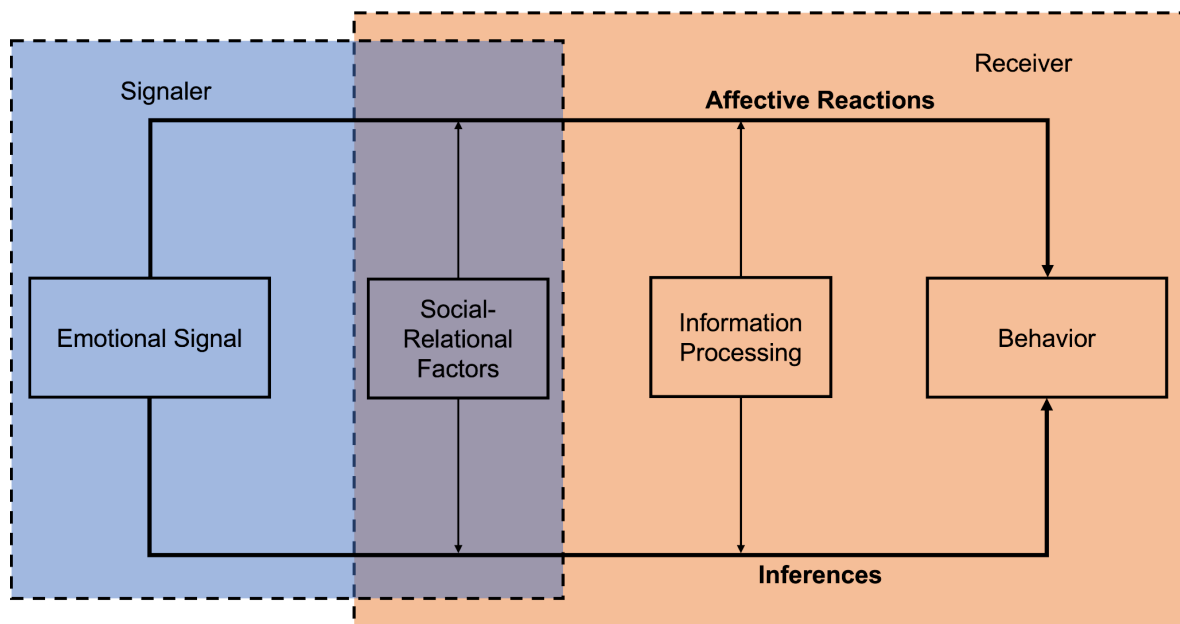 Receiver
Signaler
Affective Reactions
Emotional Signal
Social-
Relational
Factors
Information
Processing
Behavior
Inferences